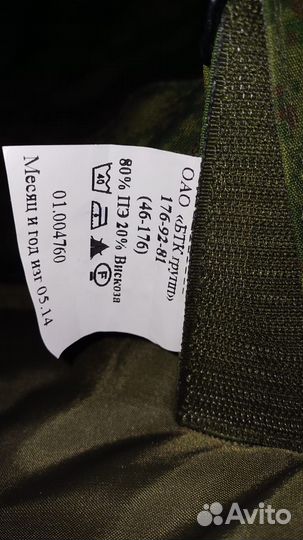 ОАО «БТК групп»
176-92-81
(46-176)
80% ПЭ 20% Вискоза
40
F
01.004760
Месяц и год изг 05.14
Avito